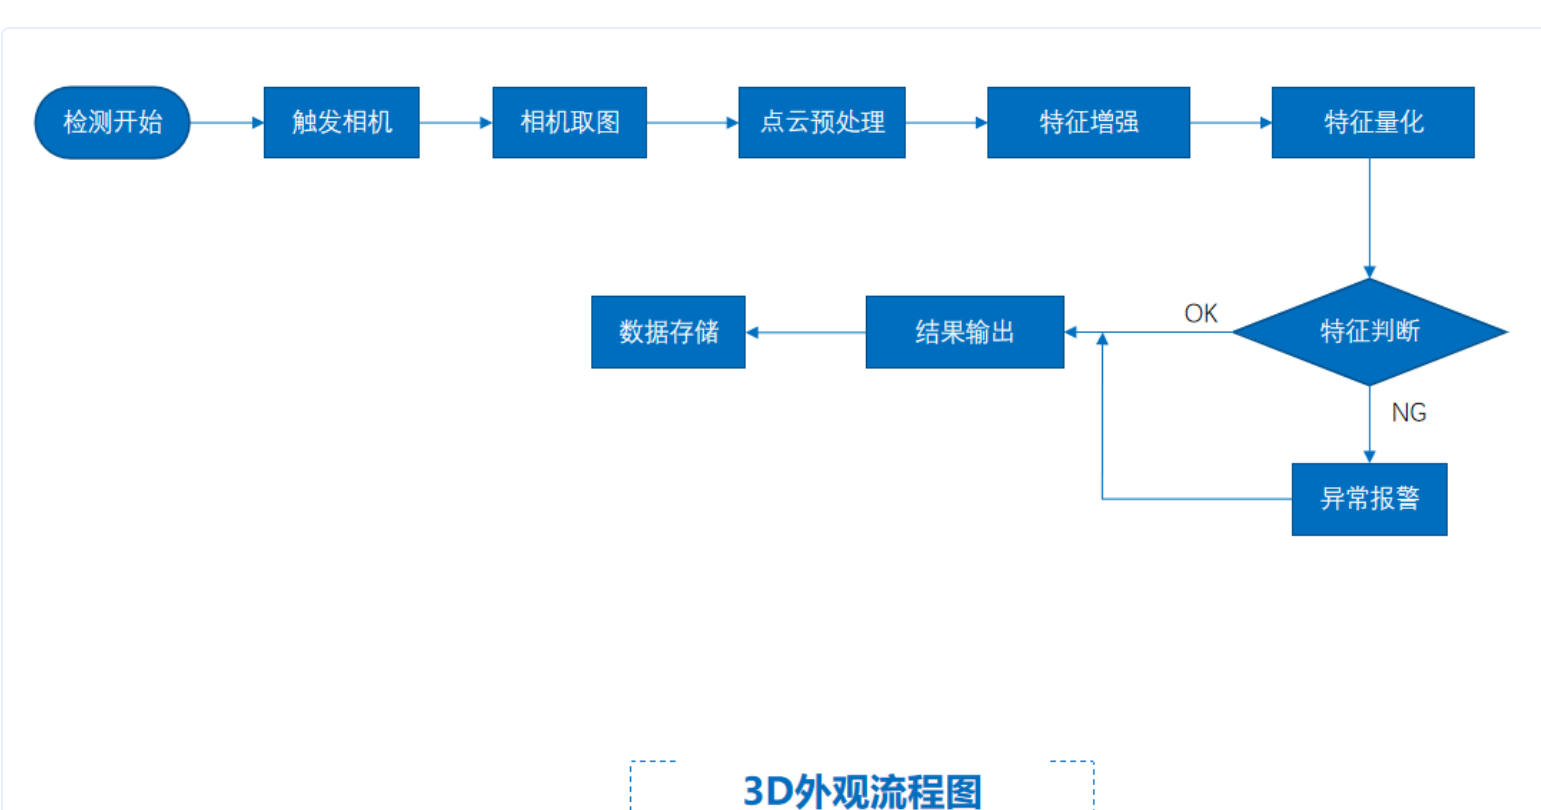 检测开始
触发相机
相机取图
点云预处理
特征增强
特征量化
数据存储
结果输出
OK
特征判断
NG
异常报警
3D外观流程图